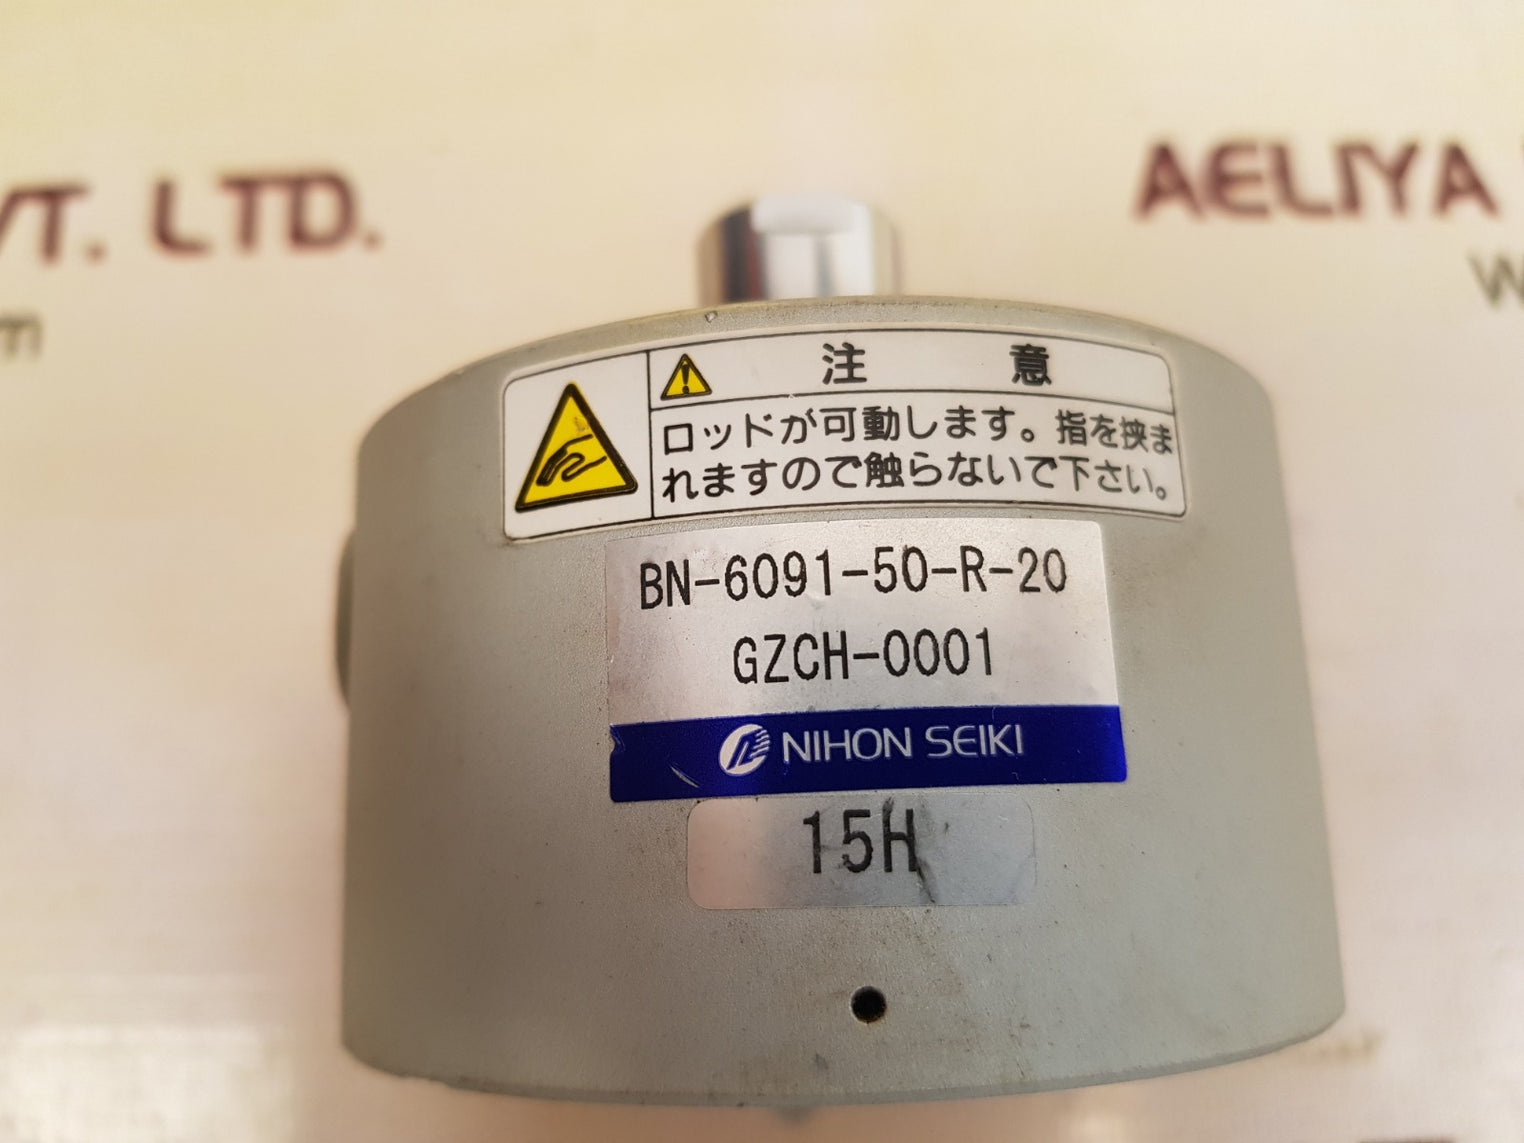 VT. LTD.
AELIYA
注 意
ロッドが可動します。指を挟ま
れますので触らないで下さい。
BN-6091-50-R-20
GZCH-0001
NIHON SEIKI
15H